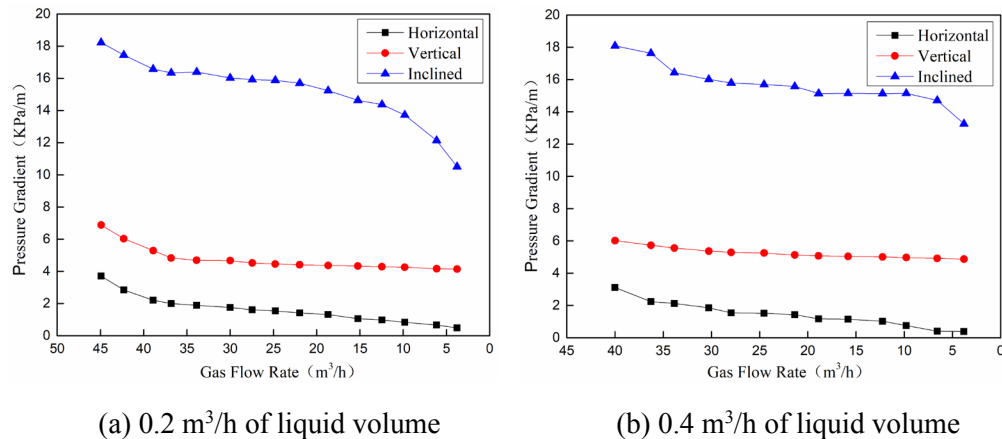 20
18
16
14
12
10
8
6
4
2
0
Pressure Gradient（KPa/m）
Horizontal
Vertical
Inclined
50 45 40 35 30 25 20 15 10 5 0
Gas Flow Rate（m³/h）
(a) 0.2 m³/h of liquid volume
20
18
16
14
12
10
8
6
4
2
0
Pressure Gradient（KPa/m）
Horizontal
Vertical
Inclined
45 40 35 30 25 20 15 10 5 0
Gas Flow Rate（m³/h）
(b) 0.4 m³/h of liquid volume